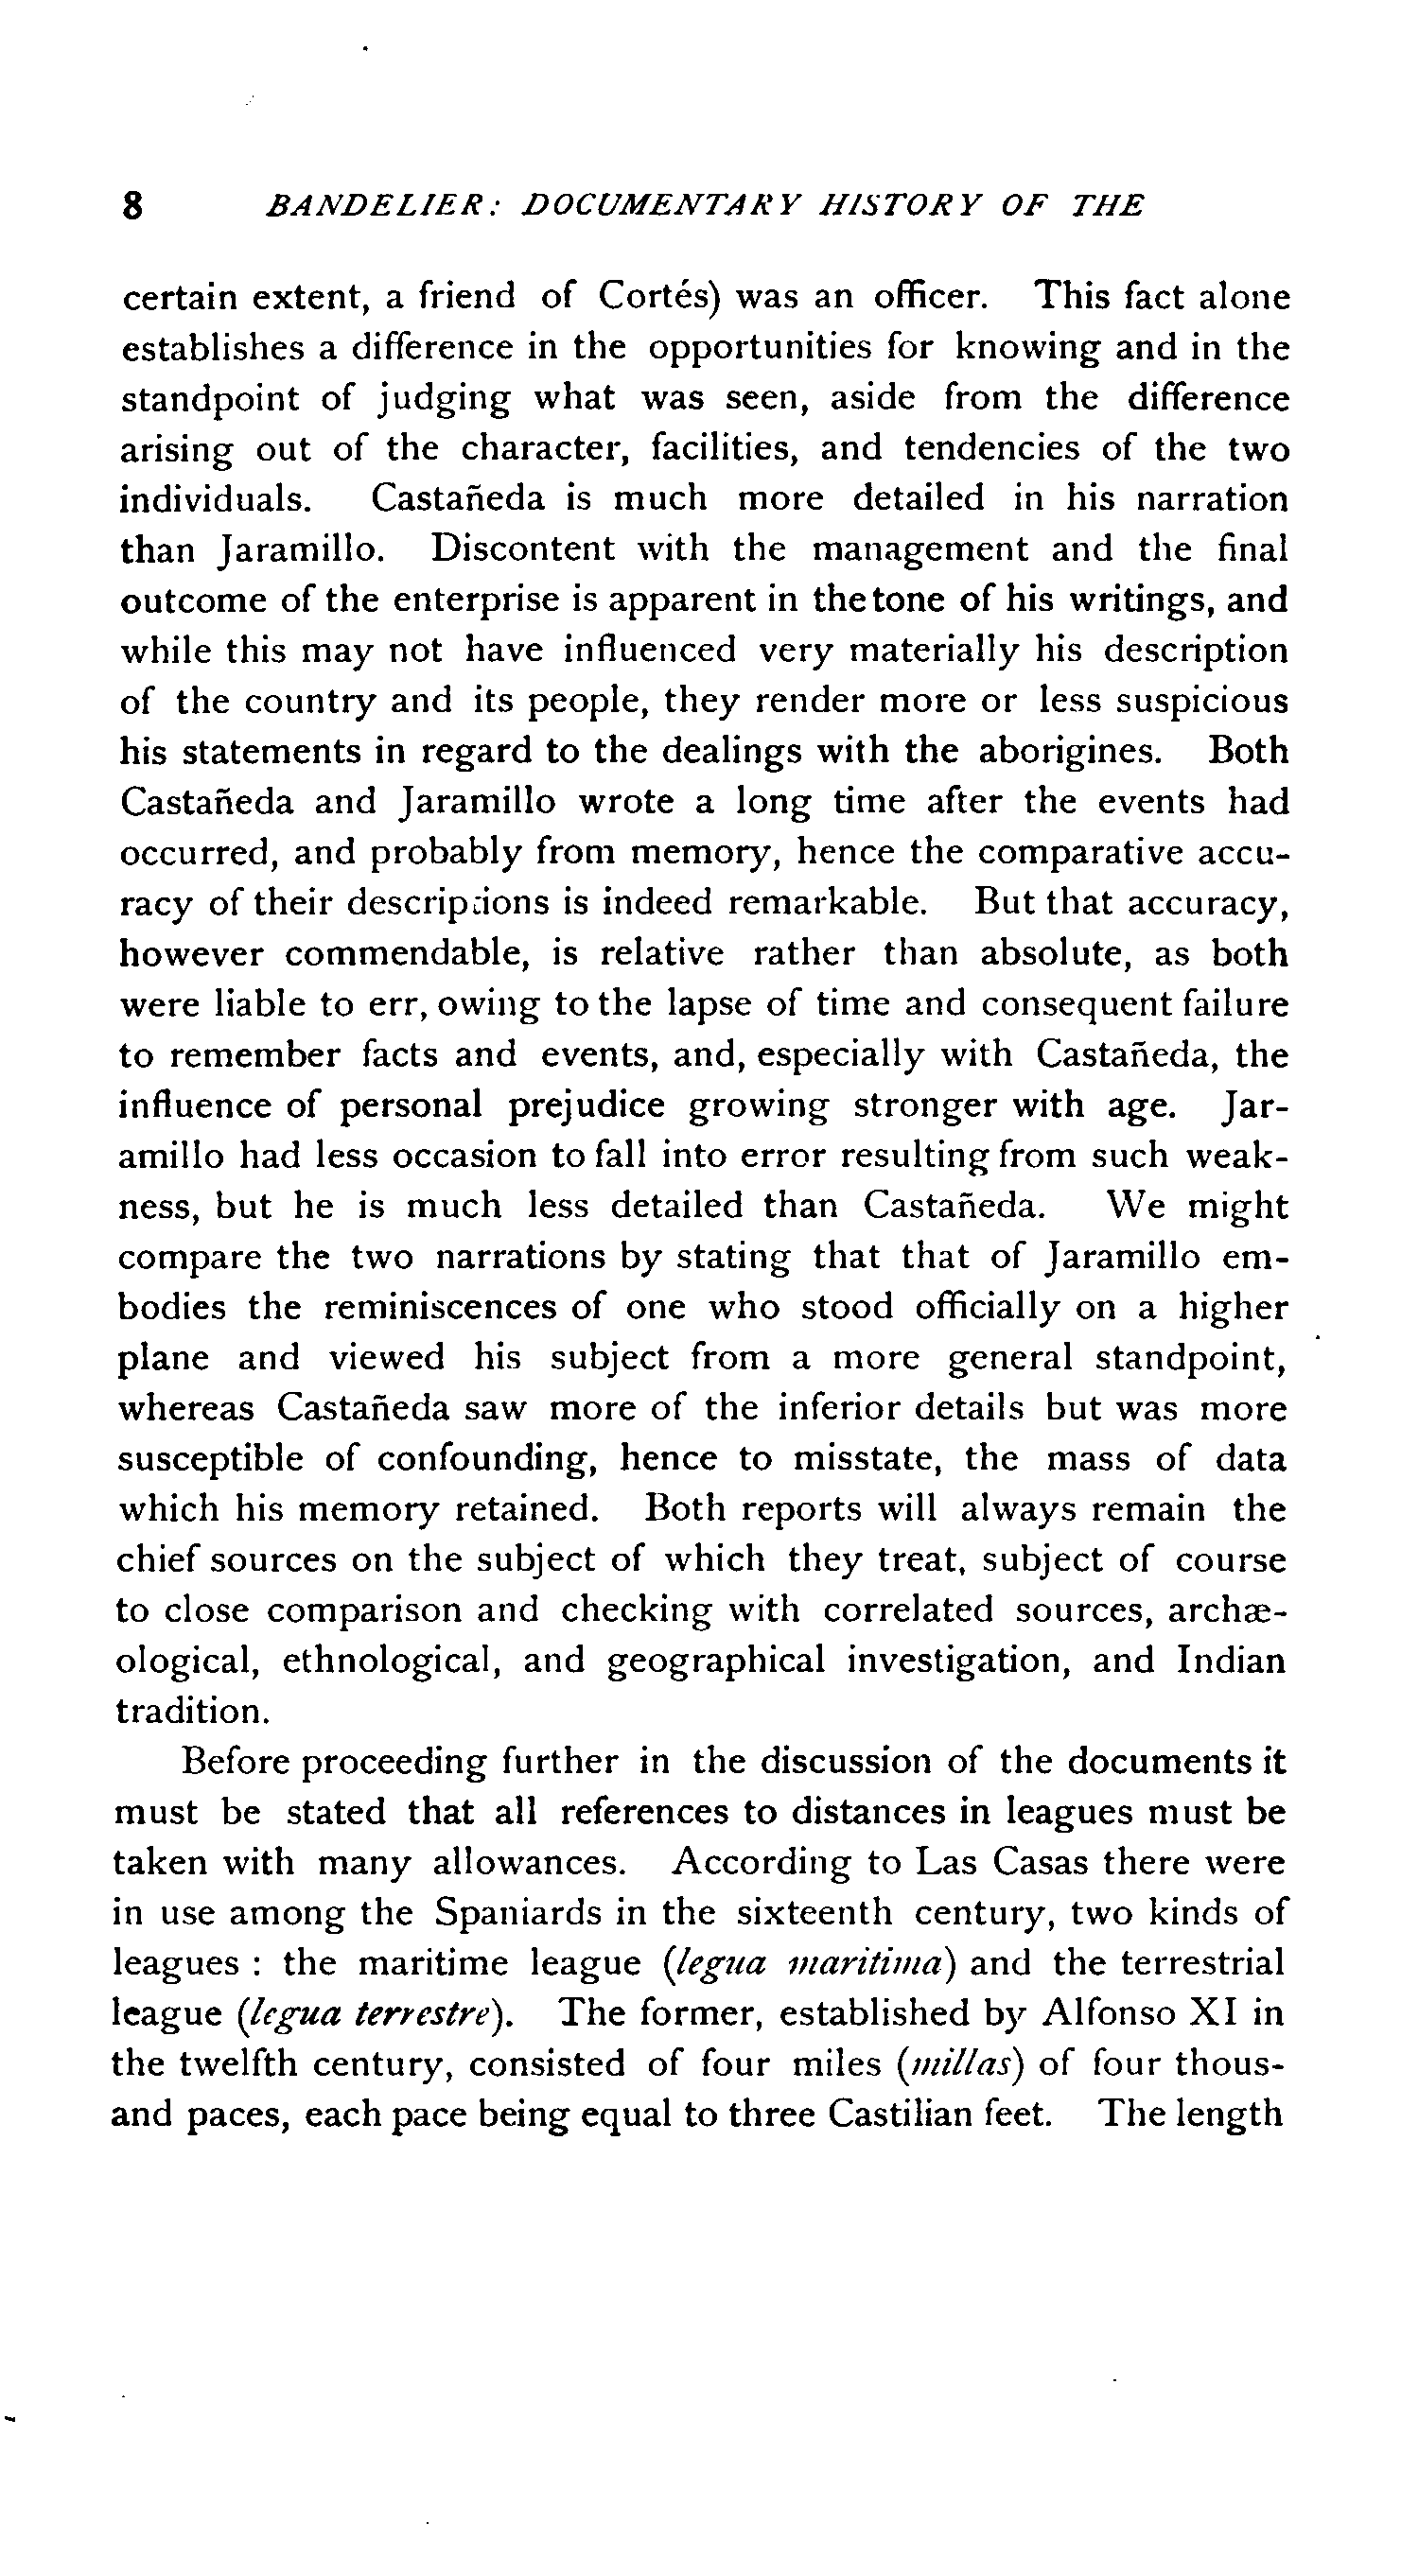 8 BANDELIER: DOCUMENTARY HISTORY OF THE
certain extent, a friend of Cortés) was an officer. This fact alone
establishes a difference in the opportunities for knowing and in the
standpoint of judging what was seen, aside from the difference
arising out of the character, facilities, and tendencies of the two
individuals. Castañeda is much more detailed in his narration
than Jaramillo. Discontent with the management and the final
outcome of the enterprise is apparent in the tone of his writings, and
while this may not have influenced very materially his description
of the country and its people, they render more or less suspicious
his statements in regard to the dealings with the aborigines. Both
Castañeda and Jaramillo wrote a long time after the events had
occurred, and probably from memory, hence the comparative accu-
racy of their descriptions is indeed remarkable. But that accuracy,
however commendable, is relative rather than absolute, as both
were liable to err, owing to the lapse of time and consequent failure
to remember facts and events, and, especially with Castañeda, the
influence of personal prejudice growing stronger with age. Jar-
amillo had less occasion to fall into error resulting from such weak-
ness, but he is much less detailed than Castañeda. We might
compare the two narrations by stating that that of Jaramillo em-
bodies the reminiscences of one who stood officially on a higher
plane and viewed his subject from a more general standpoint,
whereas Castañeda saw more of the inferior details but was more
susceptible of confounding, hence to misstate, the mass of data
which his memory retained. Both reports will always remain the
chief sources on the subject of which they treat, subject of course
to close comparison and checking with correlated sources, archæ-
ological, ethnological, and geographical investigation, and Indian
tradition.
Before proceeding further in the discussion of the documents it
must be stated that all references to distances in leagues must be
taken with many allowances. According to Las Casas there were
in use among the Spaniards in the sixteenth century, two kinds of
leagues : the maritime league (legua maritima) and the terrestrial
league (legua terrestre). The former, established by Alfonso XI in
the twelfth century, consisted of four miles (millas) of four thous-
and paces, each pace being equal to three Castilian feet. The length